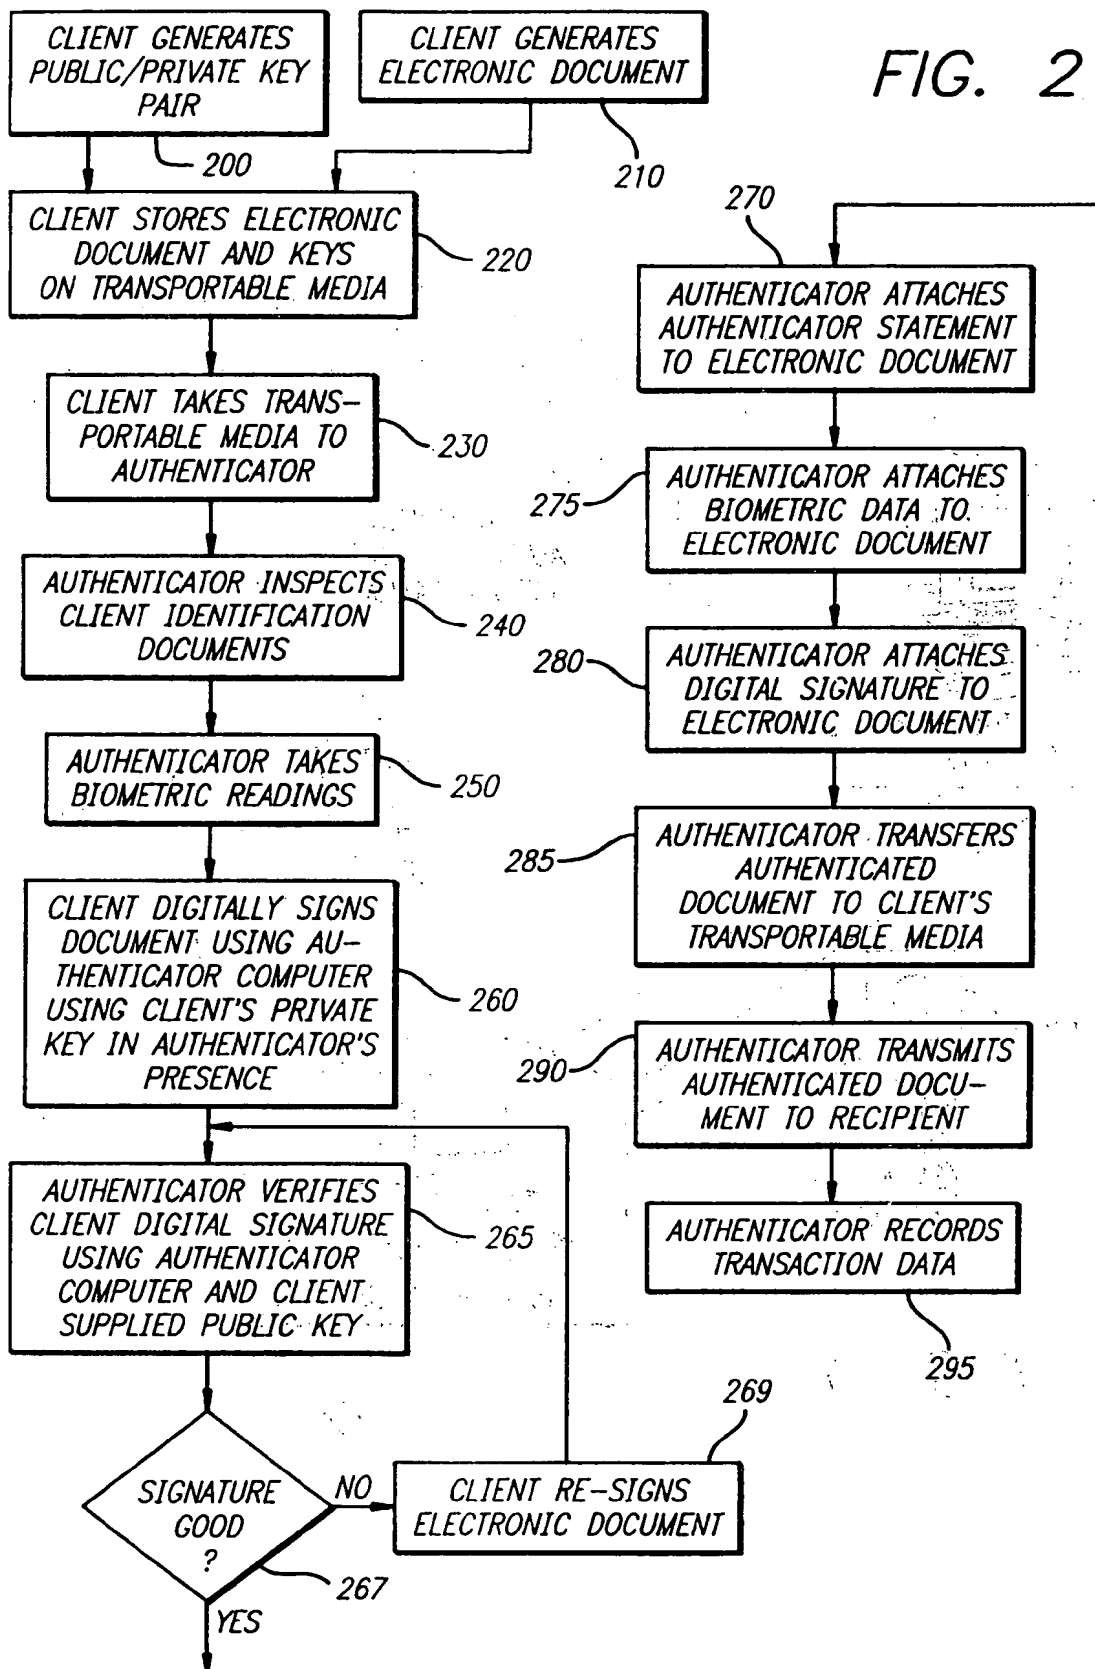 CLIENT GENERATES
PUBLIC/PRIVATE KEY
PAIR
200
CLIENT GENERATES
ELECTRONIC DOCUMENT
210
FIG. 2
CLIENT STORES ELECTRONIC
DOCUMENT AND KEYS
ON TRANSPORTABLE MEDIA
220
CLIENT TAKES TRANS-
PORTABLE MEDIA TO
AUTHENTICATOR
230
AUTHENTICATOR INSPECTS
CLIENT IDENTIFICATION
DOCUMENTS
240
AUTHENTICATOR TAKES
BIOMETRIC READINGS
250
CLIENT DIGITALLY SIGNS
DOCUMENT USING AU-
THENTICATOR COMPUTER
USING CLIENT'S PRIVATE
KEY IN AUTHENTICATOR'S
PRESENCE
260
AUTHENTICATOR VERIFIES
CLIENT DIGITAL SIGNATURE
USING AUTHENTICATOR
COMPUTER AND CLIENT
SUPPLIED PUBLIC KEY
265
SIGNATURE
GOOD
?
267
NO
YES
CLIENT RE-SIGNS
ELECTRONIC DOCUMENT
269
270
AUTHENTICATOR ATTACHES
AUTHENTICATOR STATEMENT
TO ELECTRONIC DOCUMENT
275
AUTHENTICATOR ATTACHES
BIOMETRIC DATA TO
ELECTRONIC DOCUMENT
280
AUTHENTICATOR ATTACHES
DIGITAL SIGNATURE TO
ELECTRONIC DOCUMENT
285
AUTHENTICATOR TRANSFERS
AUTHENTICATED
DOCUMENT TO CLIENT'S
TRANSPORTABLE MEDIA
290
AUTHENTICATOR TRANSMITS
AUTHENTICATED DOCU-
MENT TO RECIPIENT
AUTHENTICATOR RECORDS
TRANSACTION DATA
295